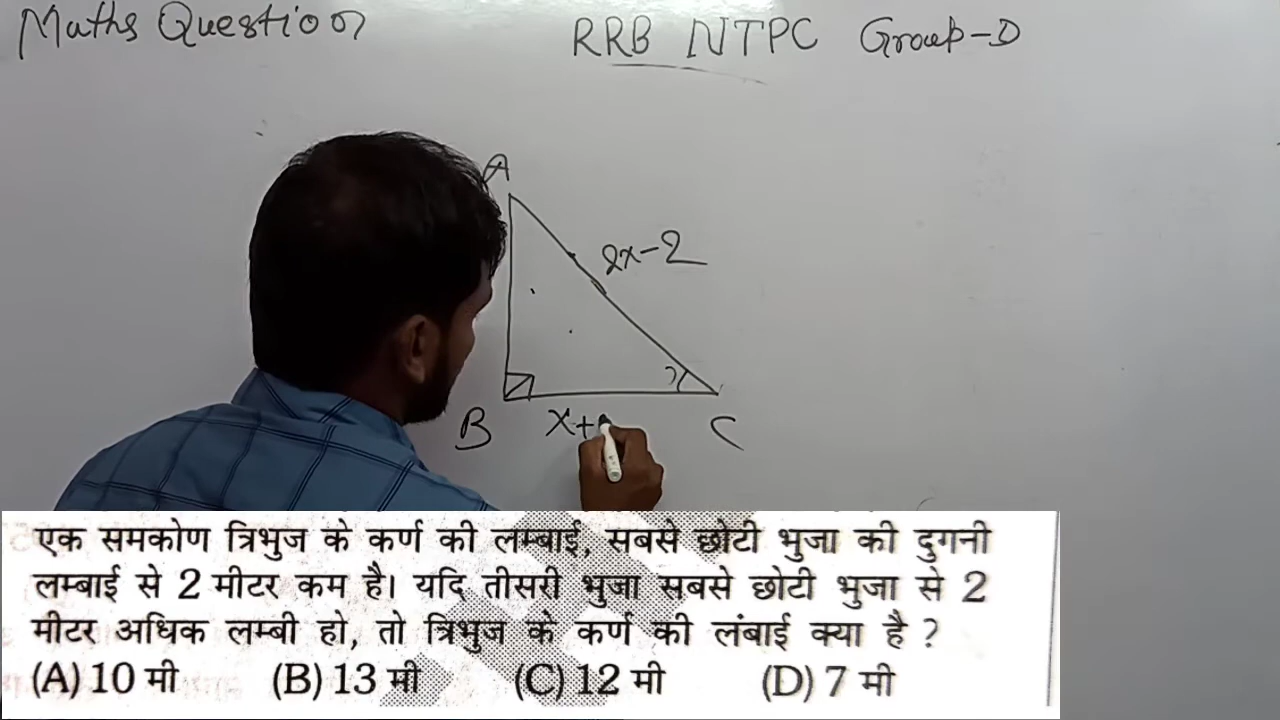 Maths Question
RRB NTPC Group-D
A
2x-2
B
x+
C
एक समकोण त्रिभुज के कर्ण की लम्बाई, सबसे छोटी भुजा की दुगनी
लम्बाई से 2 मीटर कम है। यदि तीसरी भुजा सबसे छोटी भुजा से 2
मीटर अधिक लम्बी हो, तो त्रिभुज के कर्ण की लंबाई क्या है ?
(A) 10 मी (B) 13 मी (C) 12 मी (D) 7 मी